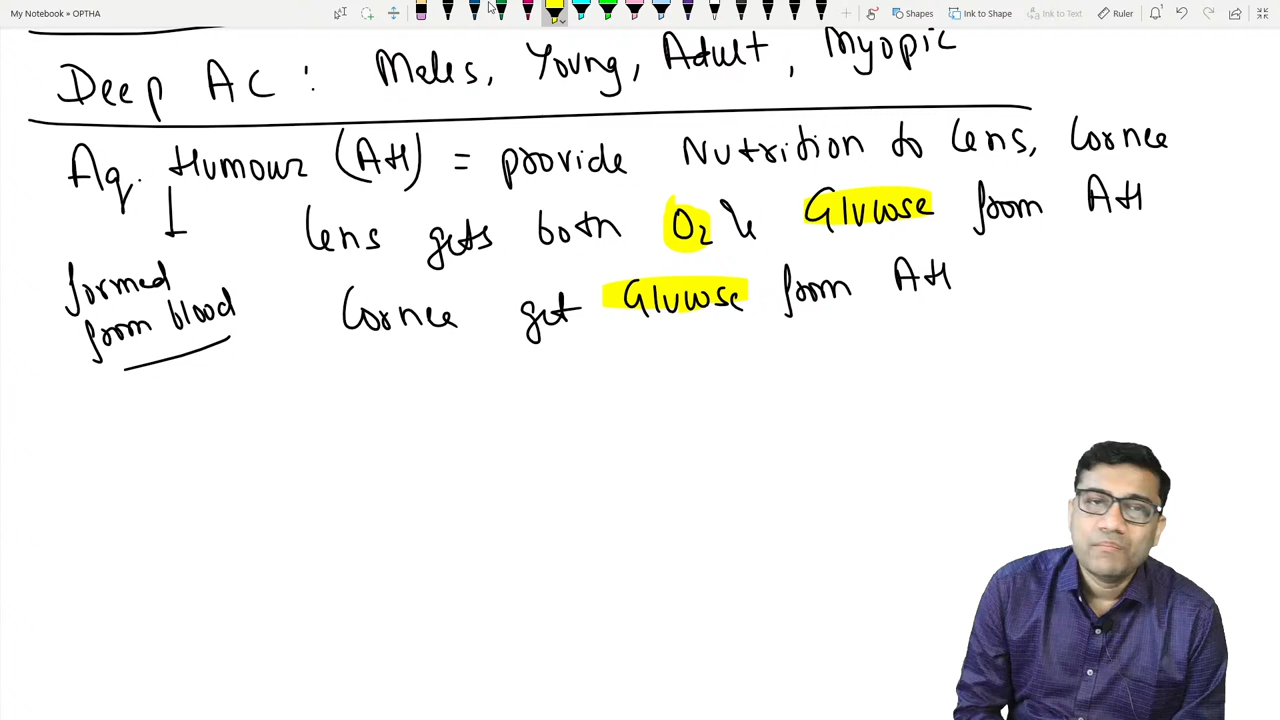 My Notebook » OPTHA
Shapes
Ink to Shape
Ink to Text
Ruler
Deep AC : Males, Young, Adult, Myopic
Aq. Humour (AH) = provide Nutrition to lens, Cornea
lens gets both O2 & Glucose from AH
formed
from blood
Cornea get Glucose from AH